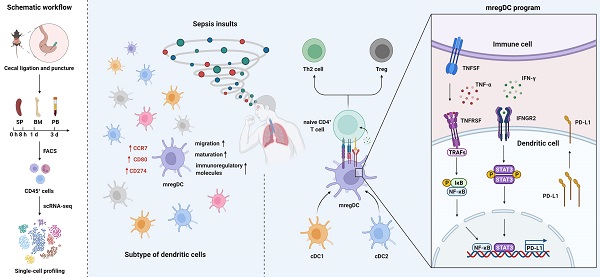 Schematic workflow
Cecal ligation and puncture
SP BM PB
0 h 8 h 1 d 3 d
FACS
CD45⁺ cells
scRNA-seq
Single-cell profiling
Sepsis insults
CCR7
CD80
CD274
migration
maturation
immunoregulatory
molecules
mregDC
Subtype of dendritic cells
Th2 cell
Treg
naive CD4⁺
T cell
mregDC
cDC1
cDC2
mregDC program
Immune cell
TNFSF
TNF-α
IFN-γ
TNFRSF
IFNGR2
PD-L1
TRAFs
Dendritic cell
P IκB
NF-κB
STAT3
P P
STAT3
PD-L1
NF-κB STAT3 PD-L1